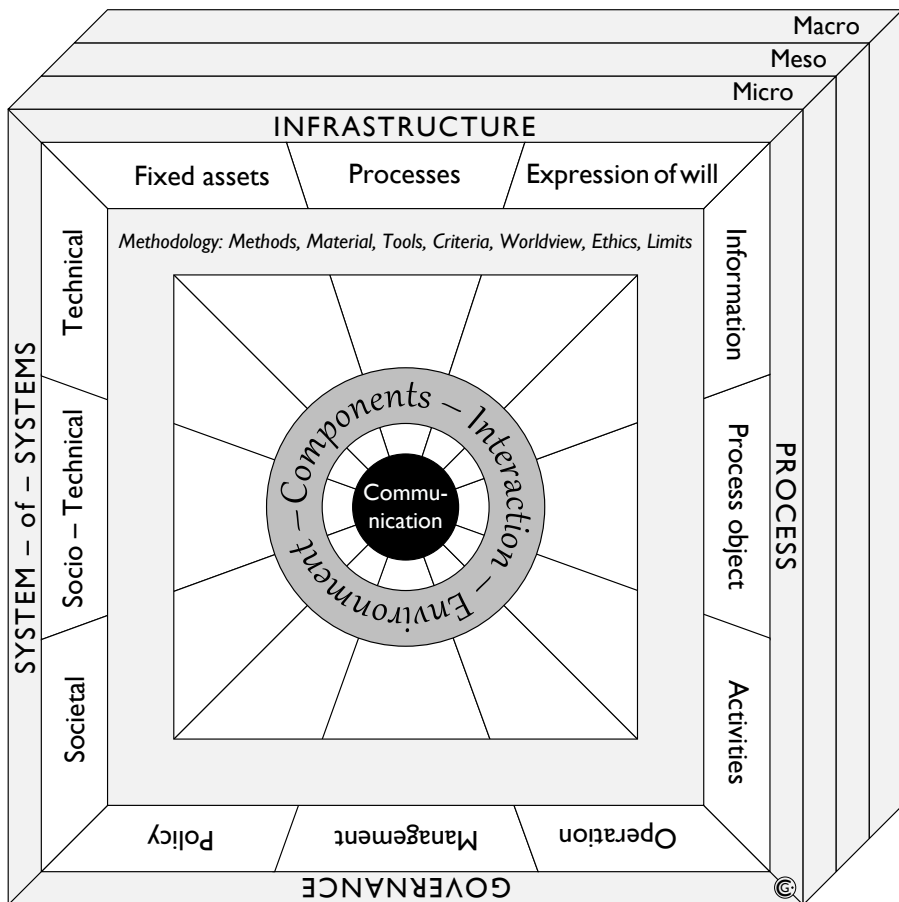 Macro
Meso
Micro
INFRASTRUCTURE
Fixed assets
Processes
Expression of will
Methodology: Methods, Material, Tools, Criteria, Worldview, Ethics, Limits
SYSTEM – of – SYSTEMS
Technical
Socio – Technical
Societal
Components – Interaction – Environment –
Commu-
nication
Information
Process object
Activities
PROCESS
Policy
Management
Operation
GOVERNANCE